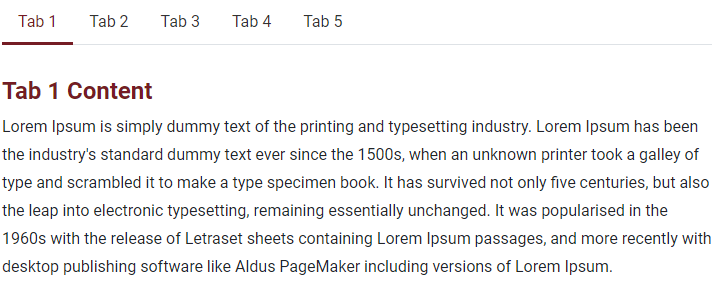 Tab 1 Tab 2 Tab 3 Tab 4 Tab 5
Tab 1 Content
Lorem Ipsum is simply dummy text of the printing and typesetting industry. Lorem Ipsum has been
the industry's standard dummy text ever since the 1500s, when an unknown printer took a galley of
type and scrambled it to make a type specimen book. It has survived not only five centuries, but also
the leap into electronic typesetting, remaining essentially unchanged. It was popularised in the
1960s with the release of Letraset sheets containing Lorem Ipsum passages, and more recently with
desktop publishing software like Aldus PageMaker including versions of Lorem Ipsum.